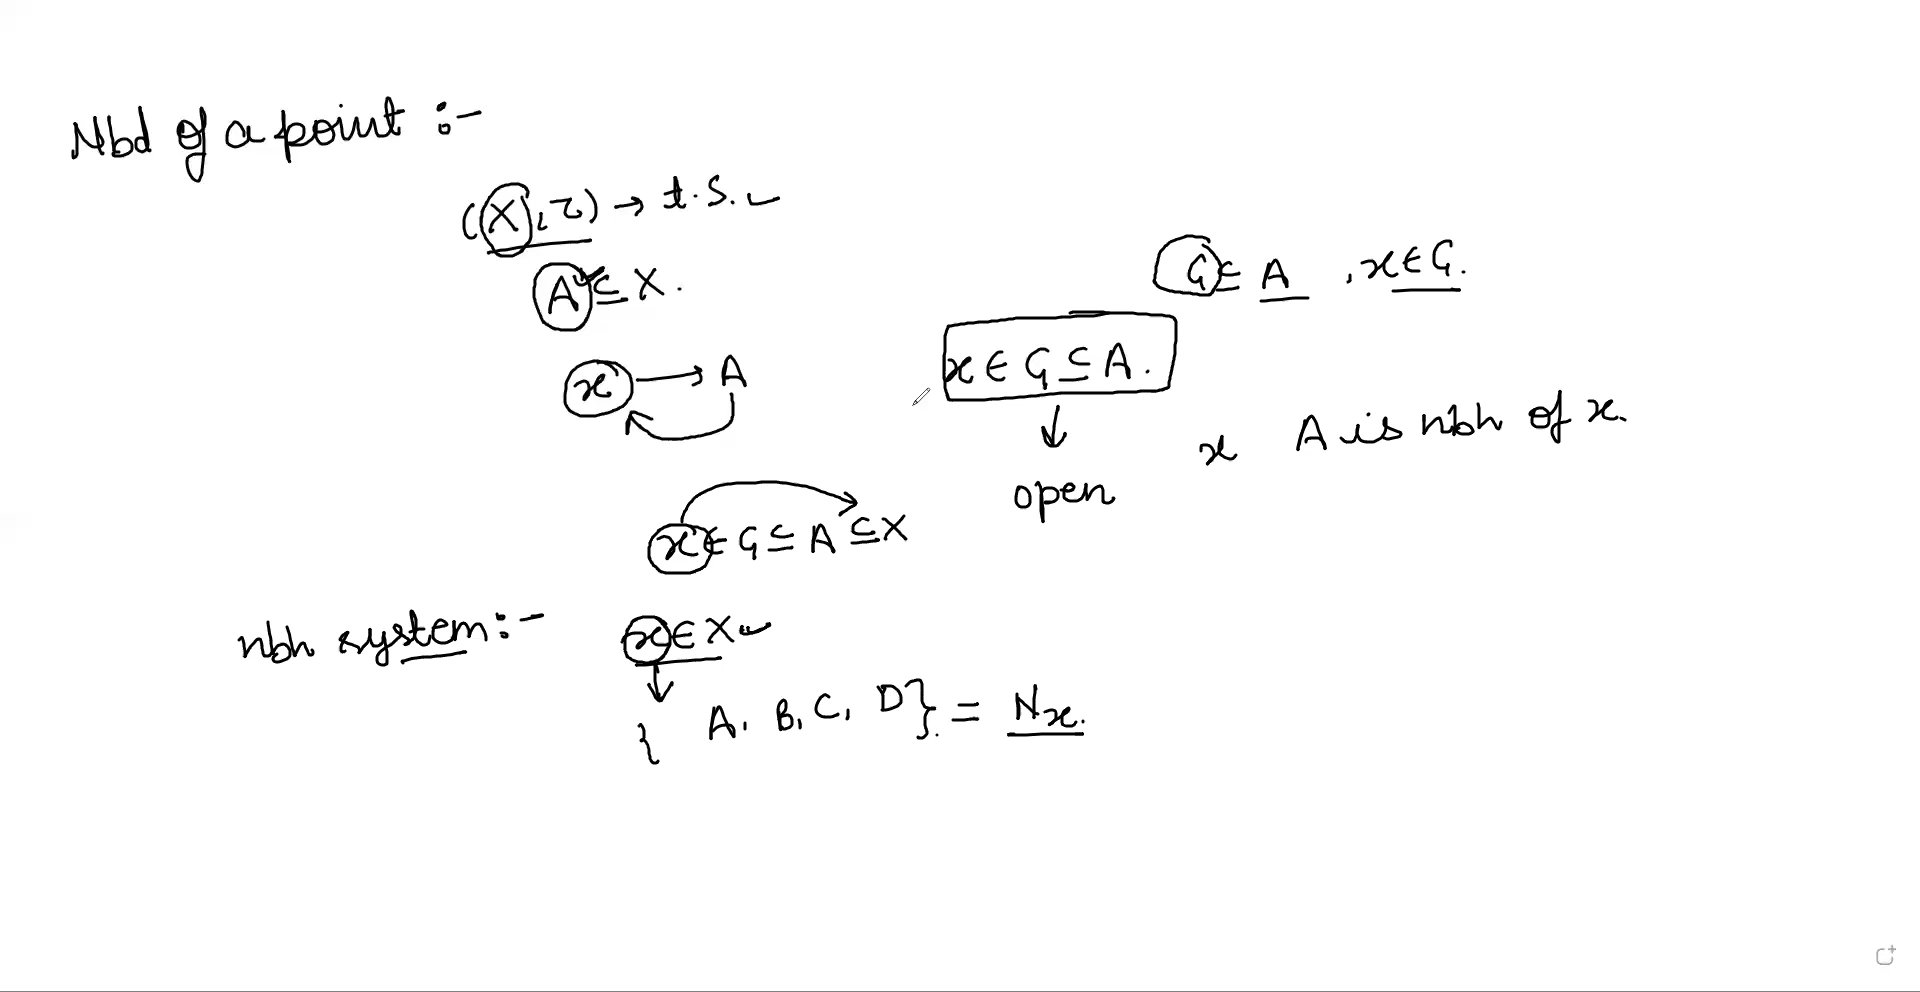 Nbd of a point :-
(X, τ) → t.S.
A ⊆ X.
G ⊆ A , x ∈ G.
x → A
x ∈ G ⊆ A.
open
x A is nbh of x.
x ∈ G ⊆ A ⊆ X
nbh system :- x ∈ X
{ A, B, C, D }. = Nx.